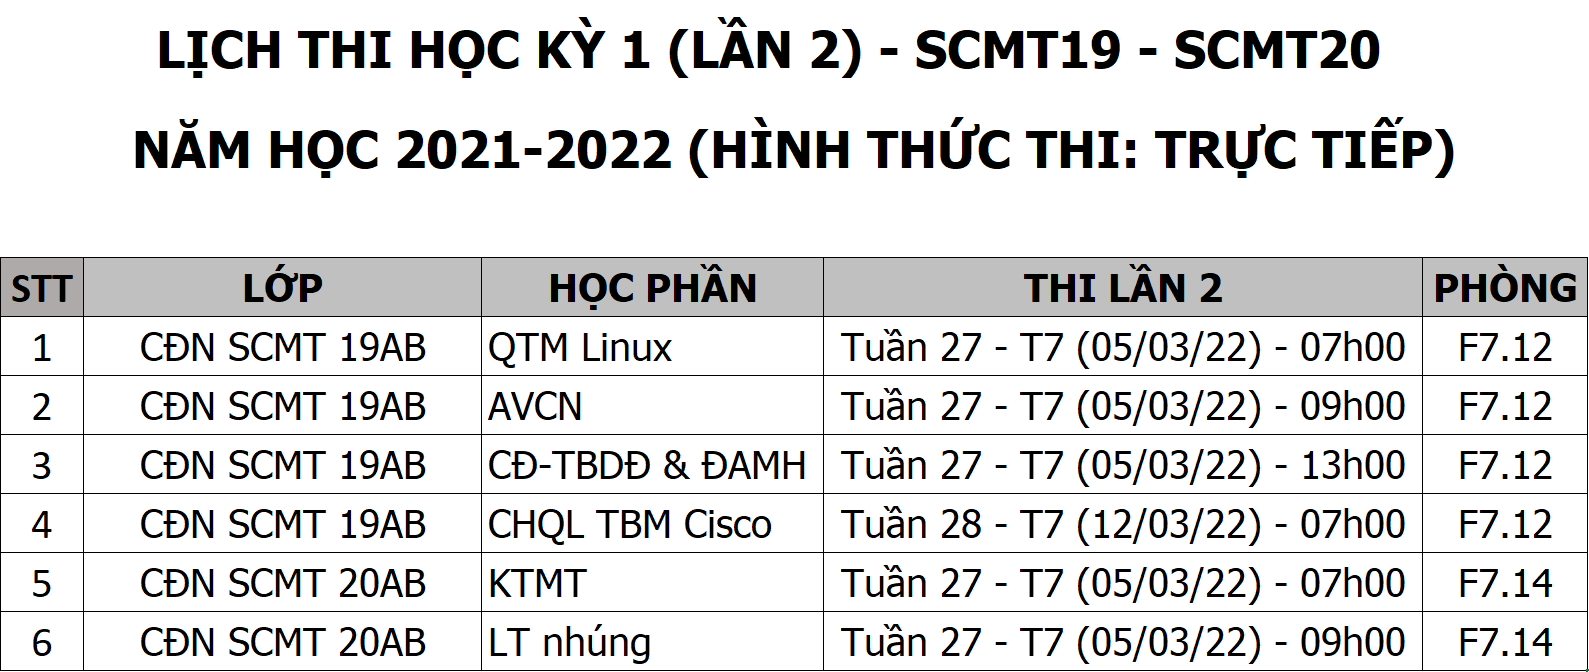 LỊCH THI HỌC KỲ 1 (LẦN 2) - SCMT19 - SCMT20
NĂM HỌC 2021-2022 (HÌNH THỨC THI: TRỰC TIẾP)
STT LỚP HỌC PHẦN THI LẦN 2 PHÒNG
1 CĐN SCMT 19AB QTM Linux Tuần 27 - T7 (05/03/22) - 07h00 F7.12
2 CĐN SCMT 19AB AVCN Tuần 27 - T7 (05/03/22) - 09h00 F7.12
3 CĐN SCMT 19AB CĐ-TBDĐ & ĐAMH Tuần 27 - T7 (05/03/22) - 13h00 F7.12
4 CĐN SCMT 19AB CHQL TBM Cisco Tuần 28 - T7 (12/03/22) - 07h00 F7.12
5 CĐN SCMT 20AB KTMT Tuần 27 - T7 (05/03/22) - 07h00 F7.14
6 CĐN SCMT 20AB LT nhúng Tuần 27 - T7 (05/03/22) - 09h00 F7.14